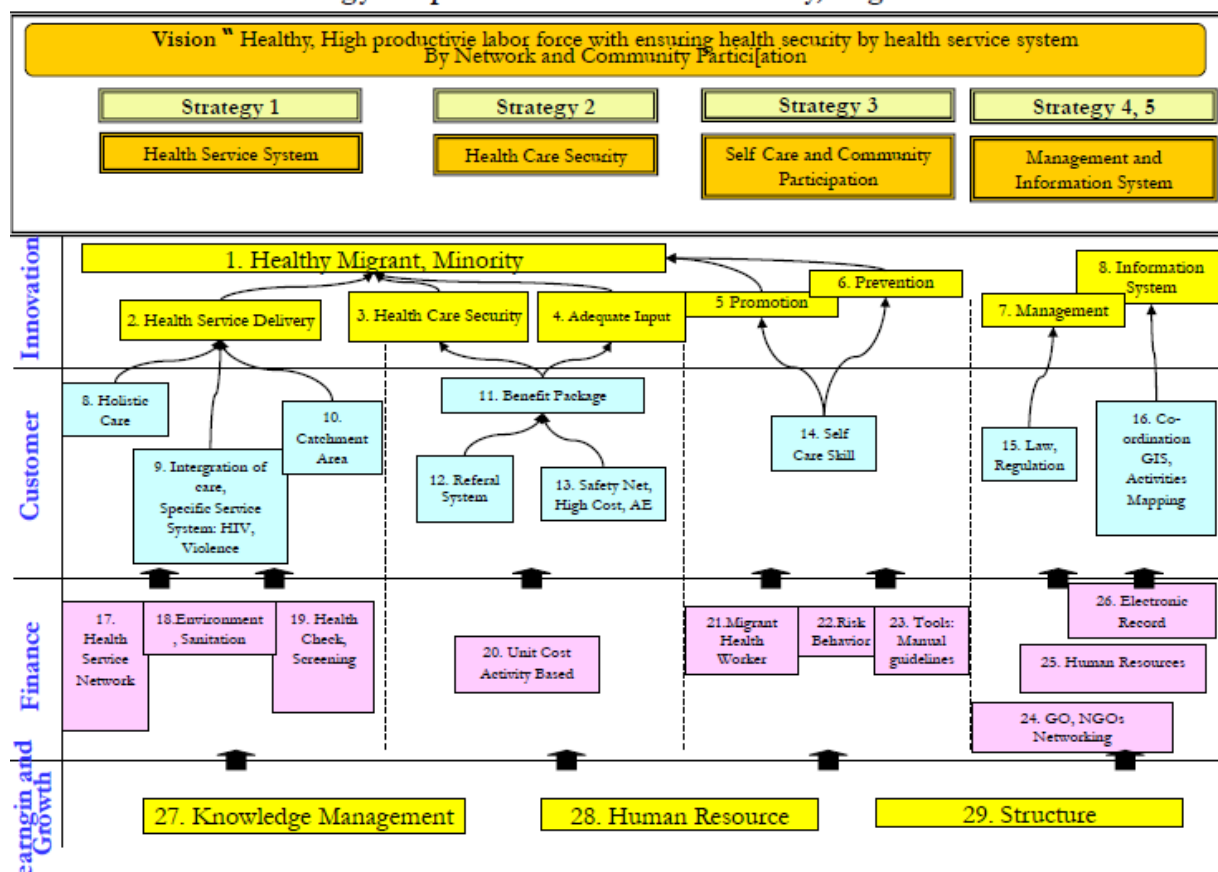 Vision “ Healthy, High productivie labor force with ensuring health security by health service system
By Network and Community Partici[ation
Strategy 1
Strategy 2
Strategy 3
Strategy 4, 5
Health Service System
Health Care Security
Self Care and Community
Participation
Management and
Information System
Innovation
1. Healthy Migrant, Minority
2. Health Service Delivery
3. Health Care Security
4. Adequate Input
5 Promotion
6. Prevention
7. Management
8. Information
System
Customer
8. Holistic
Care
9. Intergration of
care,
Specific Service
System: HIV,
Violence
10.
Catchment
Area
11. Benefit Package
12. Referal
System
13. Safety Net,
High Cost, AE
14. Self
Care Skill
15. Law,
Regulation
16. Co-
ordination
GIS,
Activities
Mapping
Finance
17.
Health
Service
Network
18.Environment
, Sanitation
19. Health
Check,
Screening
20. Unit Cost
Activity Based
21.Migrant
Health
Worker
22.Risk
Behavior
23. Tools:
Manual
guidelines
26. Electronic
Record
25. Human Resources
24. GO, NGOs
Networking
earngin and
Growth
27. Knowledge Management
28. Human Resource
29. Structure